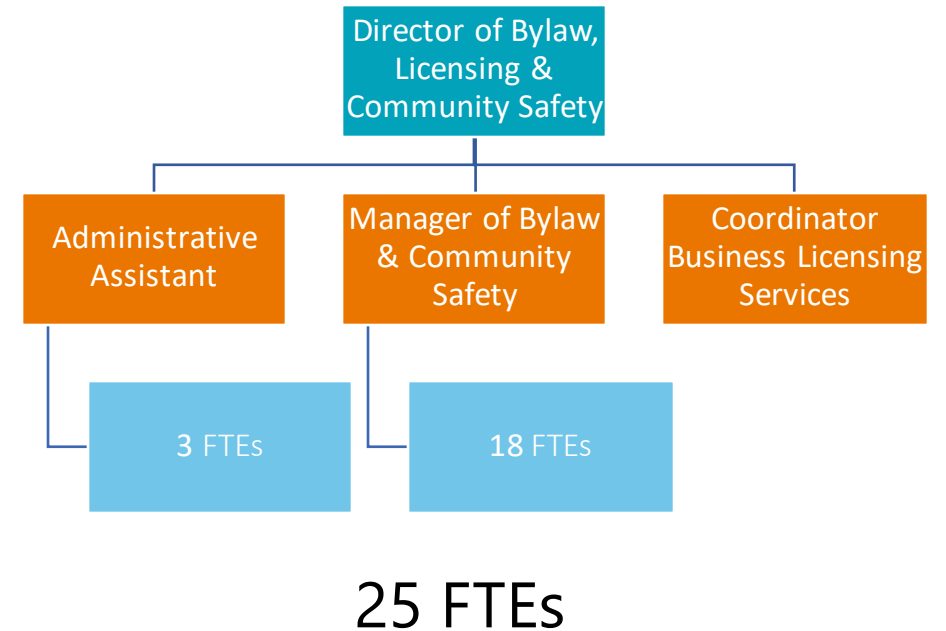 Director of Bylaw,
Licensing &
Community Safety
Administrative
Assistant
Manager of Bylaw
& Community
Safety
Coordinator
Business Licensing
Services
3 FTEs
18 FTEs
25 FTEs